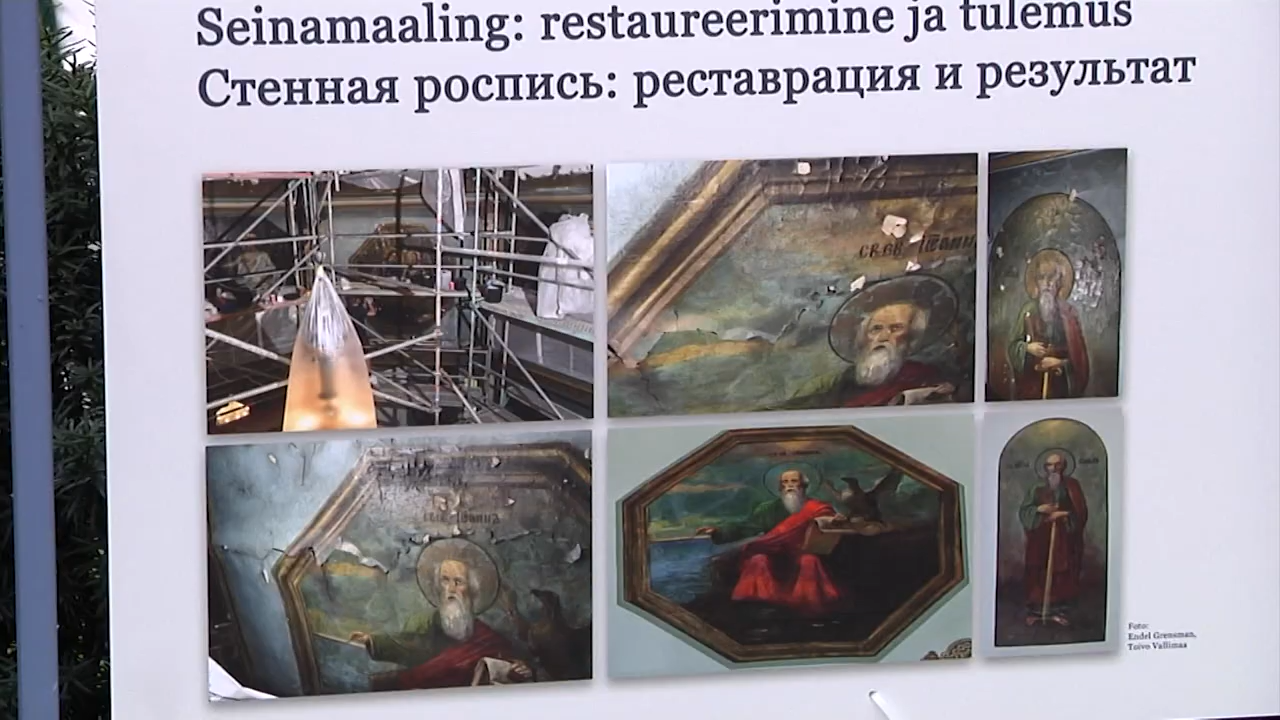 Seinamaaling: restaureerimine ja tulemus
Стенная роспись: реставрация и результат
Foto:
Endel Grensman,
Toivo Vallimaa